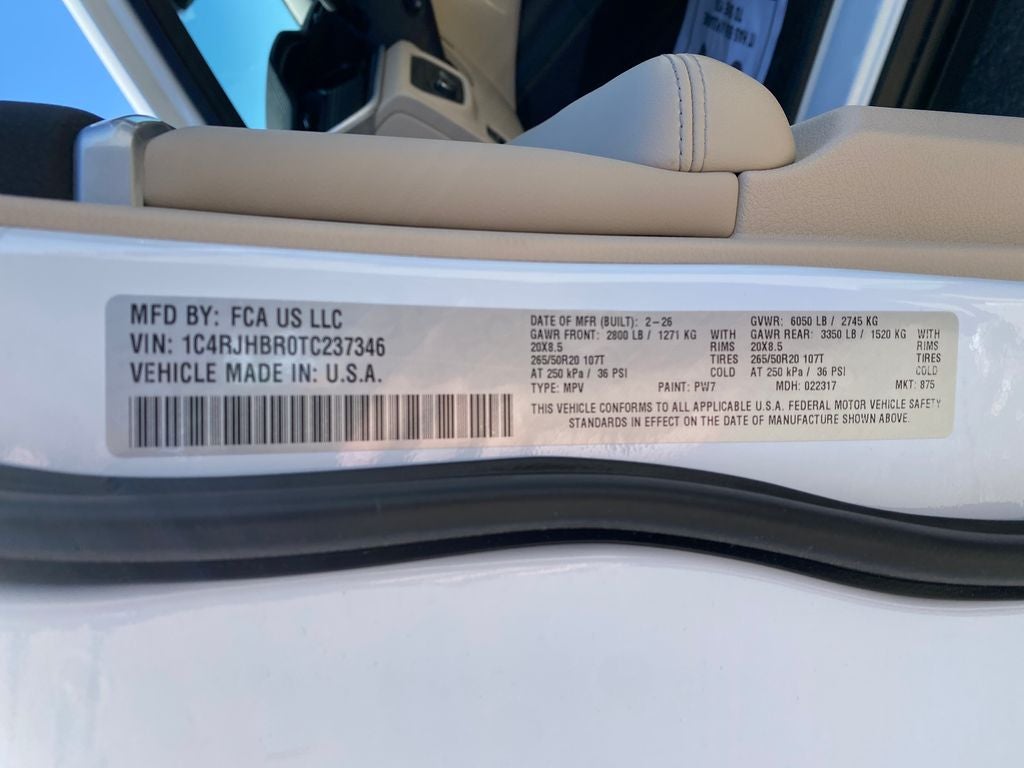 MFD BY: FCA US LLC
VIN: 1C4RJHBR0TC237346
VEHICLE MADE IN: U.S.A.
DATE OF MFR (BUILT): 2-26
GAWR FRONT: 2800 LB / 1271 KG WITH
20X8.5 RIMS
265/50R20 107T TIRES
AT 250 kPa / 36 PSI COLD
GVWR: 6050 LB / 2745 KG
GAWR REAR: 3350 LB / 1520 KG WITH
20X8.5 RIMS
265/50R20 107T TIRES
AT 250 kPa / 36 PSI COLD
TYPE: MPV PAINT: PW7 MDH: 022317 MKT: 875
THIS VEHICLE CONFORMS TO ALL APPLICABLE U.S.A. FEDERAL MOTOR VEHICLE SAFETY
STANDARDS IN EFFECT ON THE DATE OF MANUFACTURE SHOWN ABOVE.